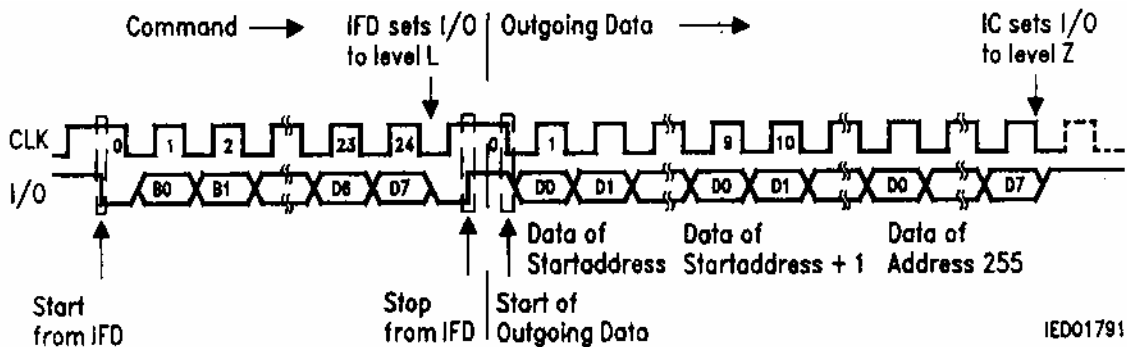 Command
IFD sets I/O
to level L
Outgoing Data
IC sets I/O
to level Z
CLK
0 1 2 23 24 0 1 9 10
I/O
B0 B1 D6 D7 D0 D1 D0 D1 D0 D7
Data of
Startaddress
Data of
Startaddress + 1
Data of
Address 255
Start
from IFD
Stop
from IFD
Start of
Outgoing Data
IED01791